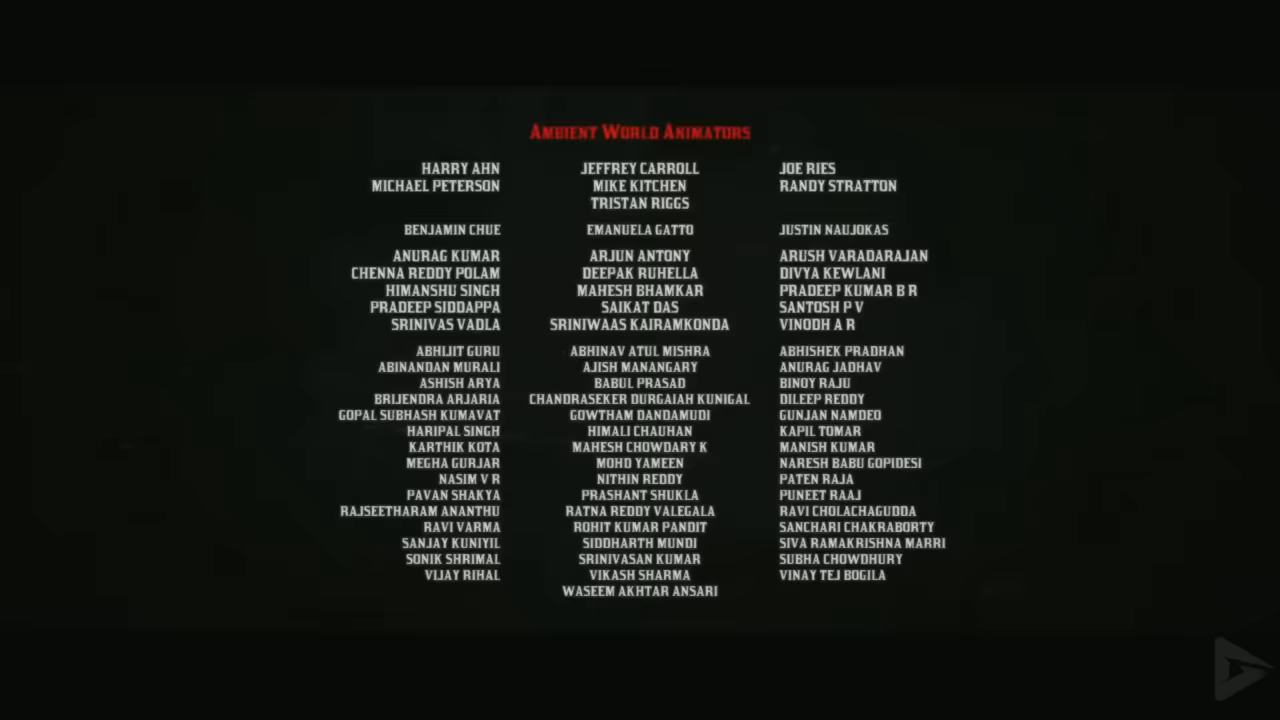 AMBIENT WORLD ANIMATORS
HARRY AHN JEFFREY CARROLL JOE RIES
MICHAEL PETERSON MIKE KITCHEN RANDY STRATTON
TRISTAN RIGGS
BENJAMIN CHUE EMANUELA GATTO JUSTIN NAUJOKAS
ANURAG KUMAR ARJUN ANTONY ARUSH VARADARAJAN
CHENNA REDDY POLAM DEEPAK RUHELLA DIVYA KEWLANI
HIMANSHU SINGH MAHESH BHAMKAR PRADEEP KUMAR B R
PRADEEP SIDDAPPA SAIKAT DAS SANTOSH P V
SRINIVAS VADLA SRINIWAAS KAIRAMKONDA VINODH A R
ABHIJIT GURU ABHINAV ATUL MISHRA ABHISHEK PRADHAN
ABINANDAN MURALI AJISH MANANGARY ANURAG JADHAV
ASHISH ARYA BABUL PRASAD BINOY RAJU
BRIJENDRA ARJARIA CHANDRASEKER DURGAIAH KUNIGAL DILEEP REDDY
GOPAL SUBHASH KUMAVAT GOWTHAM DANDAMUDI GUNJAN NAMDEO
HARIPAL SINGH HIMALI CHAUHAN KAPIL TOMAR
KARTHIK KOTA MAHESH CHOWDARY K MANISH KUMAR
MEGHA GURJAR MOHD YAMEEN NARESH BABU GOPIDESI
NASIM V R NITHIN REDDY PATEN RAJA
PAVAN SHAKYA PRASHANT SHUKLA PUNEET RAAJ
RAJSEETHARAM ANANTHU RATNA REDDY VALEGALA RAVI CHOLACHAGUDDA
RAVI VARMA ROHIT KUMAR PANDIT SANCHARI CHAKRABORTY
SANJAY KUNIYIL SIDDHARTH MUNDI SIVA RAMAKRISHNA MARRI
SONIK SHRIMAL SRINIVASAN KUMAR SUBHA CHOWDHURY
VIJAY RIHAL VIKASH SHARMA VINAY TEJ BOGILA
WASEEM AKHTAR ANSARI